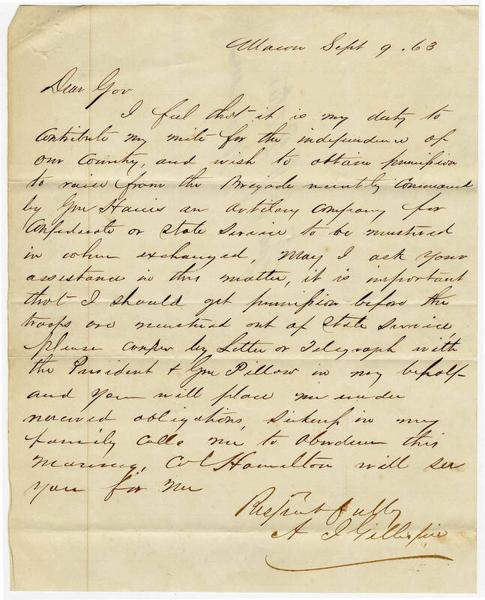 Macon Sept 9. 63
Dear Gov
I feel that it is my duty to
contribute my mite for the independence of
our Country, and wish to obtain permission
to raise from the Brigade recently commanded
by Gen Harris an artillery company for
Confederate or State Service to be mustered
in when exchanged, May I ask your
assistance in this matter, it is important
that I should get permission before the
troops are mustered out of State Service,
please confer by Letter or Telegraph with
the President & Gen Pillow in my behalf
and you will place me under
renewed obligations, sickness in my
family calls me to Aberdeen this
morning, Col Hamilton will see
you for me
Respectfully
A J Gillespie